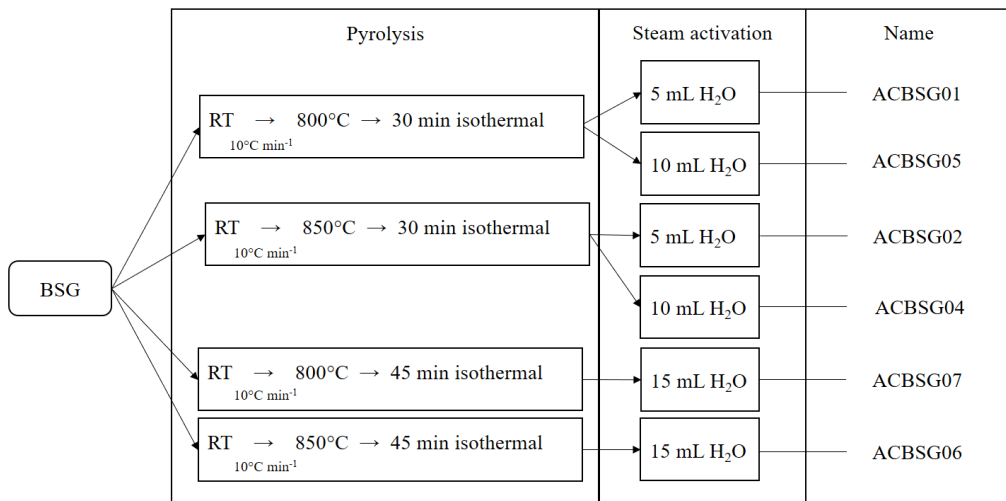 Pyrolysis Steam activation Name
RT → 800°C → 30 min isothermal
10°C min⁻¹
5 mL H₂O ACBSG01
10 mL H₂O ACBSG05
RT → 850°C → 30 min isothermal
10°C min⁻¹
5 mL H₂O ACBSG02
10 mL H₂O ACBSG04
BSG
RT → 800°C → 45 min isothermal
10°C min⁻¹
15 mL H₂O ACBSG07
RT → 850°C → 45 min isothermal
10°C min⁻¹
15 mL H₂O ACBSG06